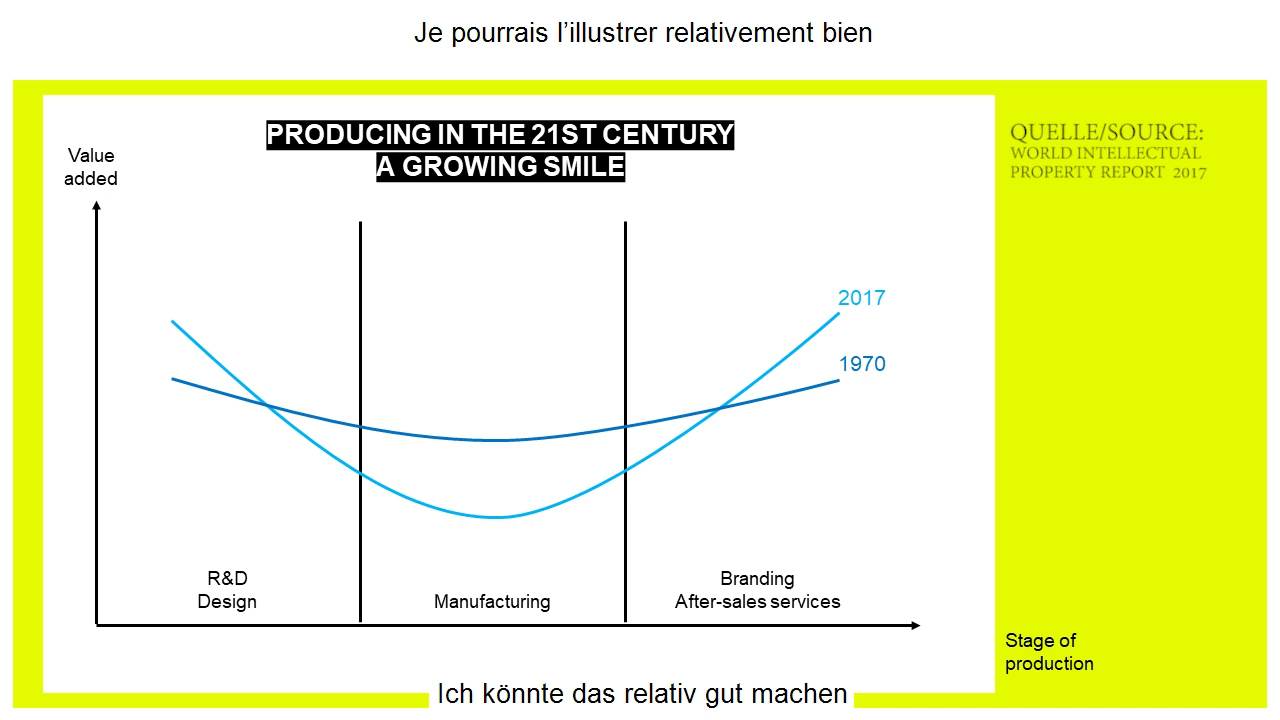 Je pourrais l’illustrer relativement bien
PRODUCING IN THE 21ST CENTURY
A GROWING SMILE
QUELLE/SOURCE:
WORLD INTELLECTUAL
PROPERTY REPORT 2017
Value
added
2017
1970
R&D
Design
Manufacturing
Branding
After-sales services
Stage of
production
Ich könnte das relativ gut machen